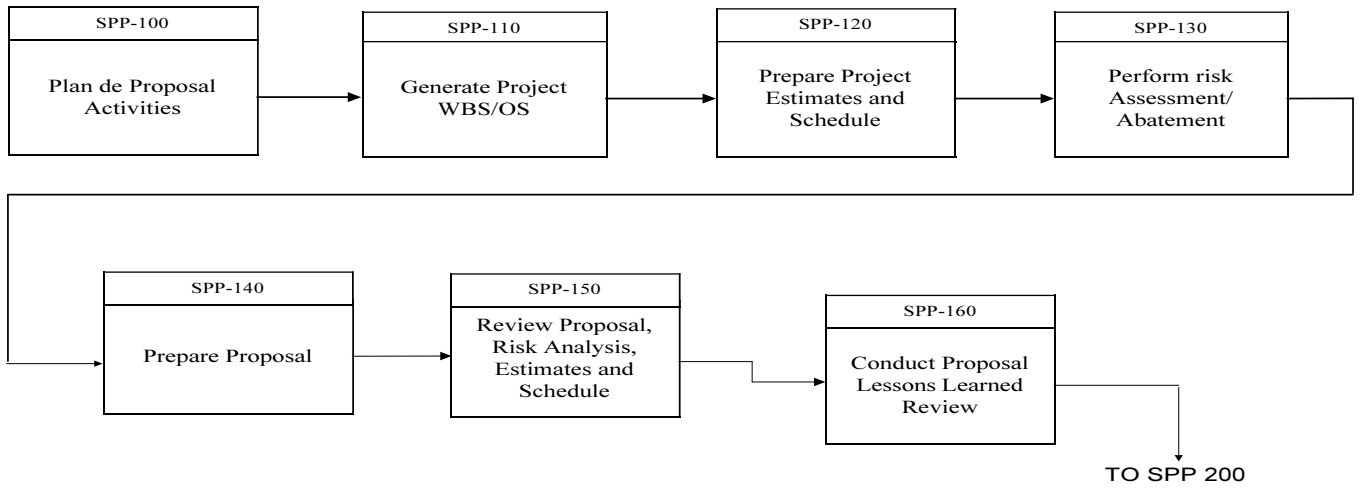 SPP-100
Plan de Proposal
Activities
SPP-110
Generate Project
WBS/OS
SPP-120
Prepare Project
Estimates and
Schedule
SPP-130
Perform risk
Assessment/
Abatement
SPP-140
Prepare Proposal
SPP-150
Review Proposal,
Risk Analysis,
Estimates and
Schedule
SPP-160
Conduct Proposal
Lessons Learned
Review
TO SPP 200